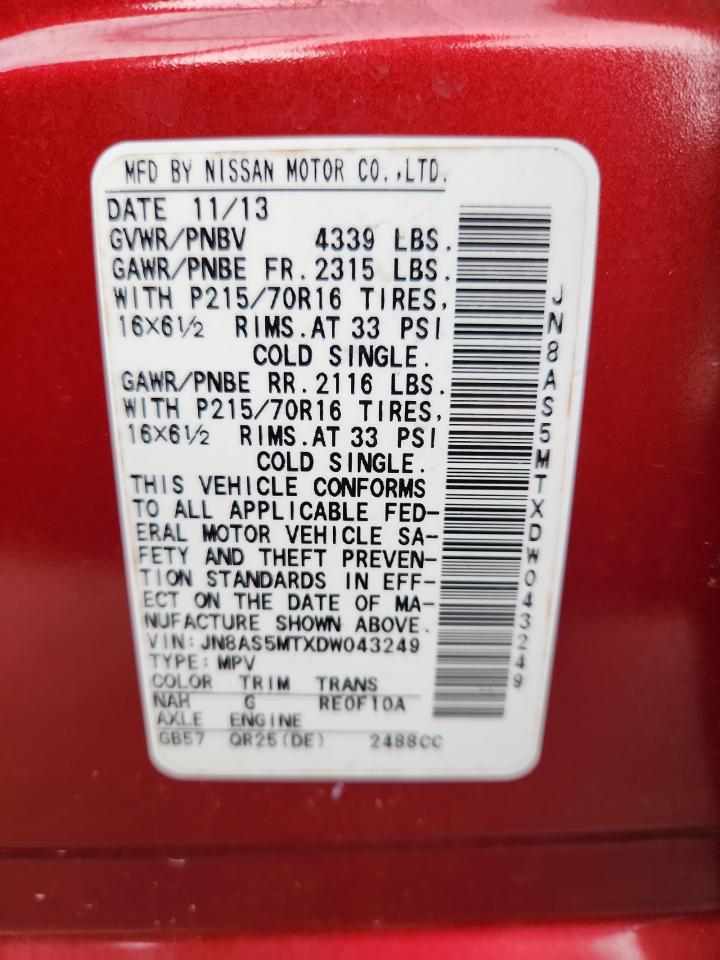 MFD BY NISSAN MOTOR CO.,LTD.
DATE 11/13
GVWR/PNBV 4339 LBS.
GAWR/PNBE FR.2315 LBS.
WITH P215/70R16 TIRES,
16X6½ RIMS.AT 33 PSI
COLD SINGLE.
GAWR/PNBE RR.2116 LBS.
WITH P215/70R16 TIRES,
16X6½ RIMS.AT 33 PSI
COLD SINGLE.
THIS VEHICLE CONFORMS
TO ALL APPLICABLE FED-
ERAL MOTOR VEHICLE SA-
FETY AND THEFT PREVEN-
TION STANDARDS IN EFF-
ECT ON THE DATE OF MA-
NUFACTURE SHOWN ABOVE.
VIN:JN8AS5MTXDW043249
TYPE:MPV
COLOR TRIM TRANS
NAH G RE0F10A
AXLE ENGINE
GB57 QR25(DE) 2488CC
JN8AS5MTXDW043249